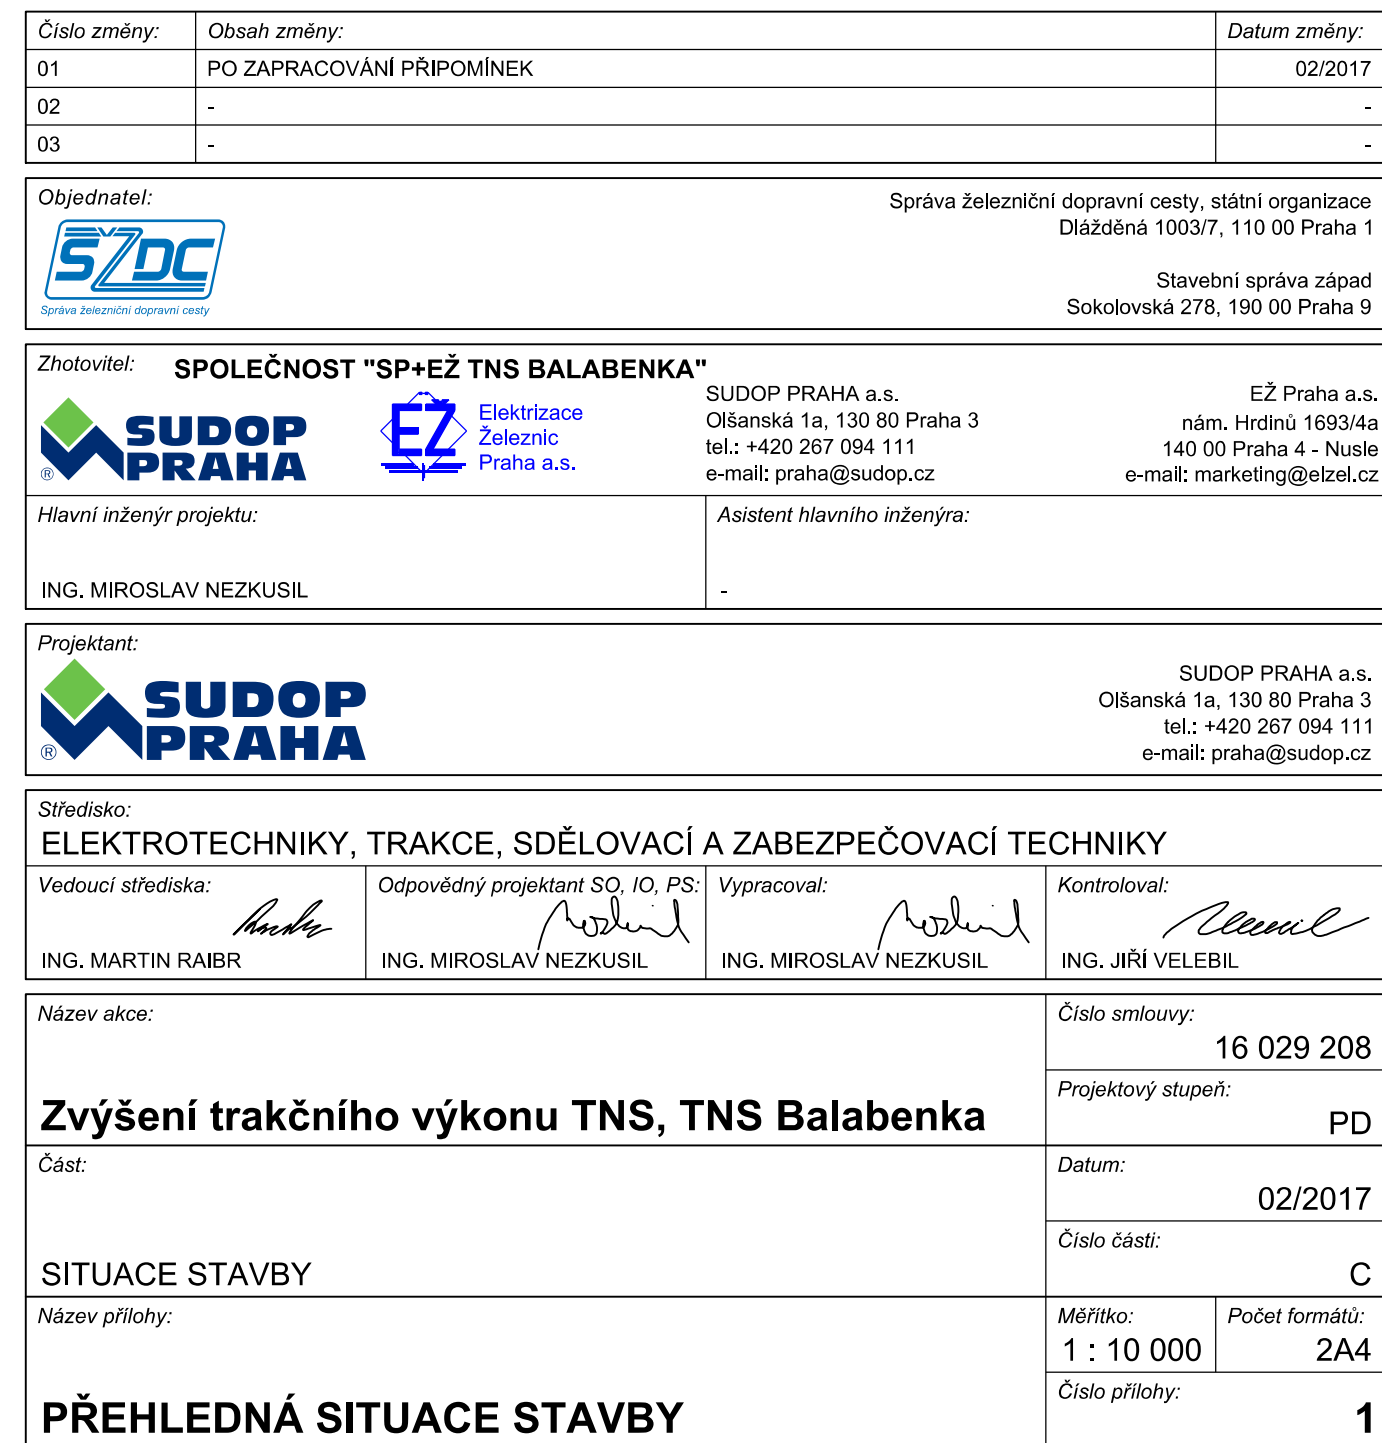 Číslo změny: Obsah změny: Datum změny:
01 PO ZAPRACOVÁNÍ PŘIPOMÍNEK 02/2017
02 - -
03 - -
Objednatel:
Správa železniční dopravní cesty, státní organizace
Dlážděná 1003/7, 110 00 Praha 1
SŽDC
Správa železniční dopravní cesty
Stavební správa západ
Sokolovská 278, 190 00 Praha 9
Zhotovitel: SPOLEČNOST "SP+EŽ TNS BALABENKA"
SUDOP PRAHA ®
EŽ Elektrizace
Železnic
Praha a.s.
SUDOP PRAHA a.s.
Olšanská 1a, 130 80 Praha 3
tel.: +420 267 094 111
e-mail: praha@sudop.cz
EŽ Praha a.s.
nám. Hrdinů 1693/4a
140 00 Praha 4 - Nusle
e-mail: marketing@elzel.cz
Hlavní inženýr projektu: Asistent hlavního inženýra:
ING. MIROSLAV NEZKUSIL -
Projektant:
SUDOP
PRAHA ®
SUDOP PRAHA a.s.
Olšanská 1a, 130 80 Praha 3
tel.: +420 267 094 111
e-mail: praha@sudop.cz
Středisko:
ELEKTROTECHNIKY, TRAKCE, SDĚLOVACÍ A ZABEZPEČOVACÍ TECHNIKY
Vedoucí střediska: Odpovědný projektant SO, IO, PS: Vypracoval: Kontroloval:
ING. MARTIN RAIBR ING. MIROSLAV NEZKUSIL ING. MIROSLAV NEZKUSIL ING. JIŘÍ VELEBIL
Název akce:
Zvýšení trakčního výkonu TNS, TNS Balabenka
Číslo smlouvy:
16 029 208
Projektový stupeň:
PD
Část:
SITUACE STAVBY
Datum:
02/2017
Číslo části:
C
Název přílohy:
PŘEHLEDNÁ SITUACE STAVBY
Měřítko: Počet formátů:
1 : 10 000 2A4
Číslo přílohy:
1